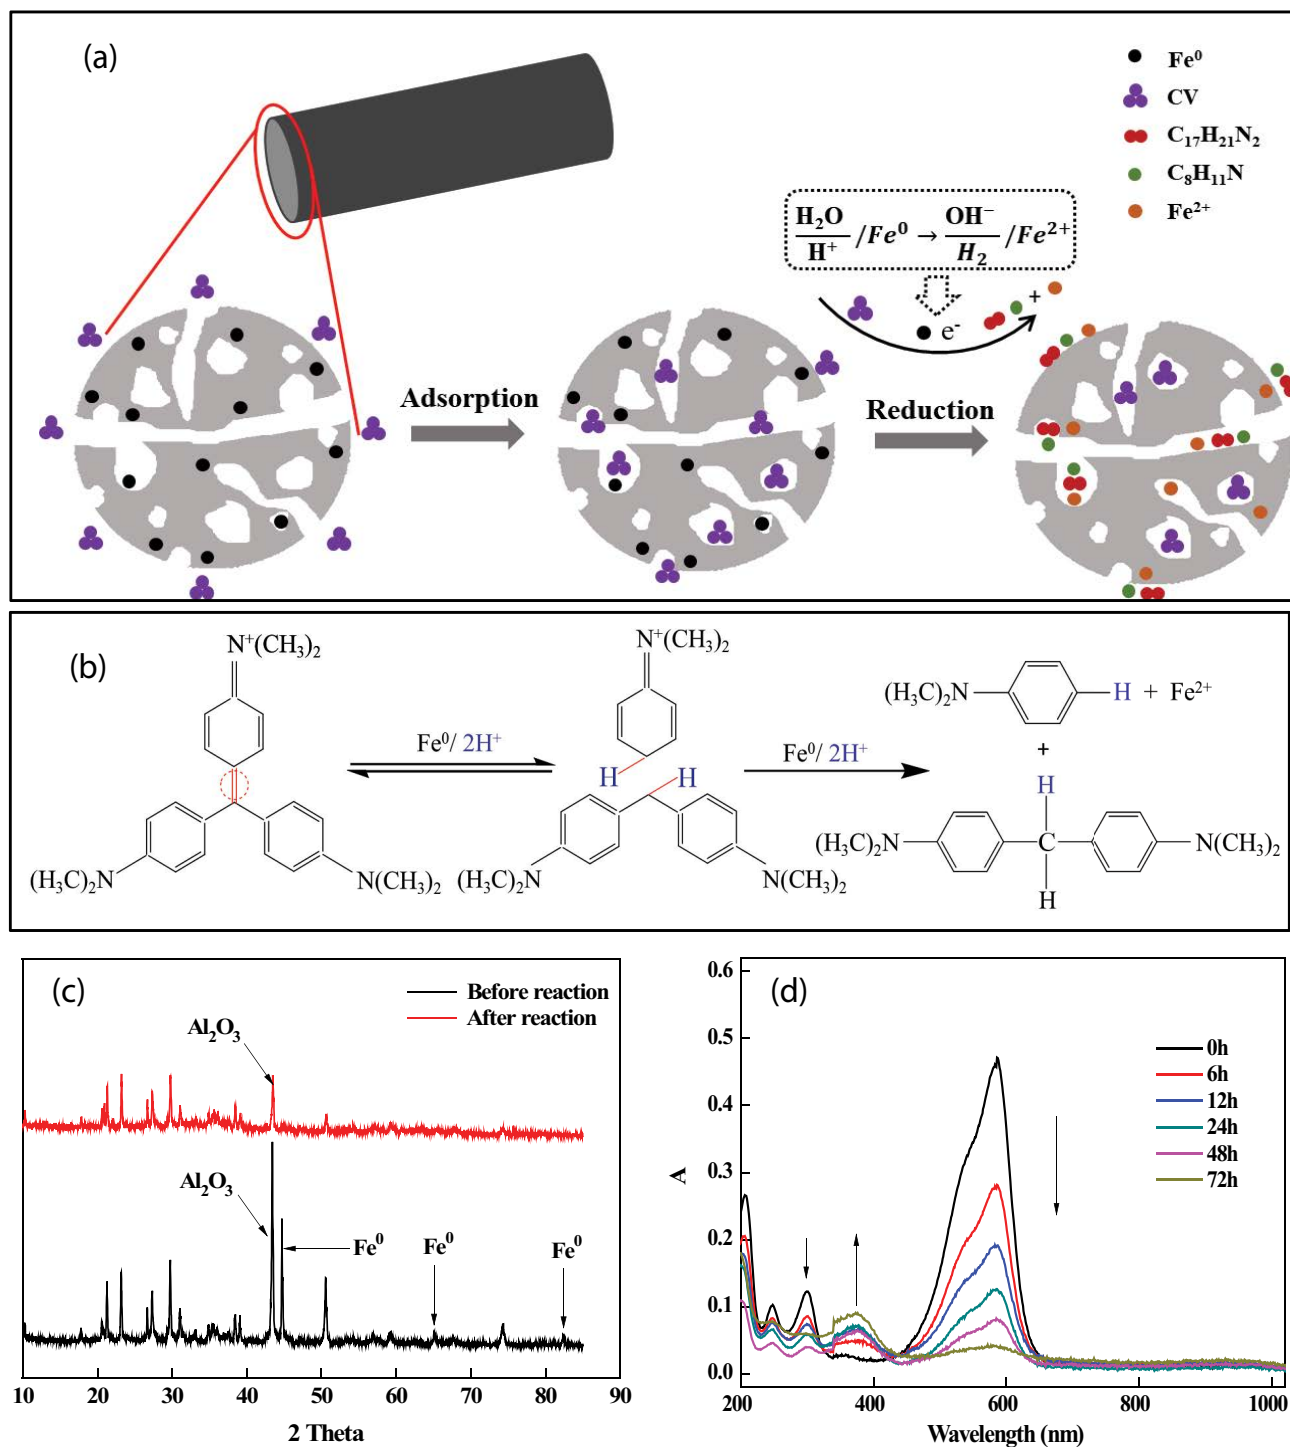 (a)
Fe⁰
CV
C₁₇H₂₁N₂
C₈H₁₁N
Fe²⁺
H₂O/H⁺ /Fe⁰ → OH⁻/H₂ /Fe²⁺
+
e⁻
Adsorption
Reduction
(b)
N⁺(CH₃)₂
(H₃C)₂N
N(CH₃)₂
Fe⁰/ 2H⁺
N⁺(CH₃)₂
H
H
(H₃C)₂N
N(CH₃)₂
Fe⁰/ 2H⁺
(H₃C)₂N
H + Fe²⁺
+
H
(H₃C)₂N
C
N(CH₃)₂
H
(c)
Before reaction
After reaction
Al₂O₃
Al₂O₃
Fe⁰
Fe⁰
Fe⁰
10 20 30 40 50 60 70 80 90
2 Theta
(d)
0.6
0.5
0.4
0.3
0.2
0.1
0.0
A
0h
6h
12h
24h
48h
72h
200 400 600 800 1000
Wavelength (nm)